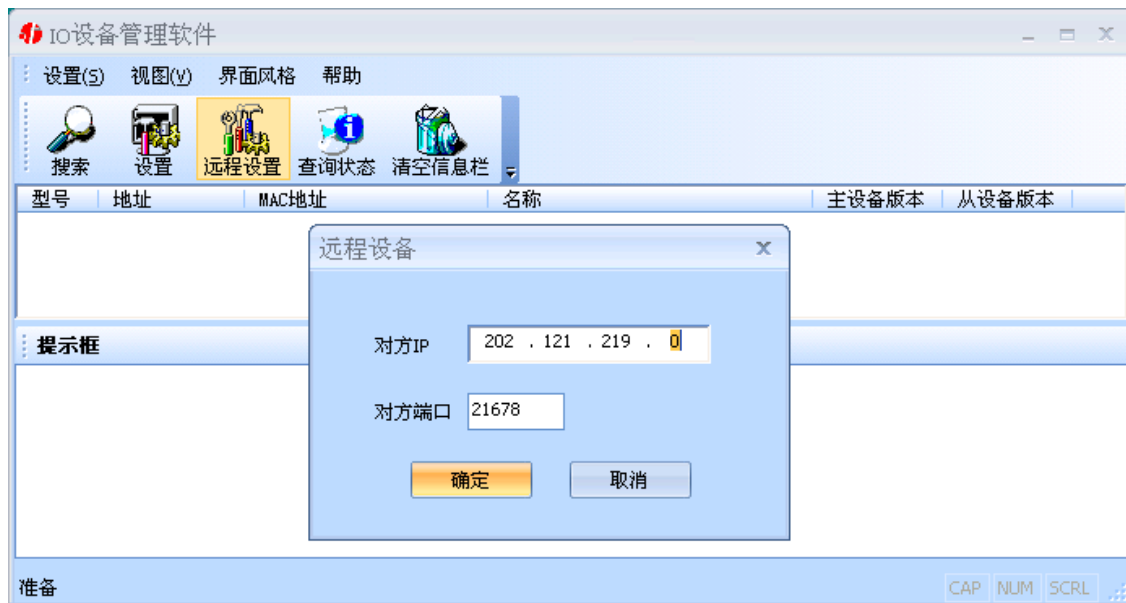 IO设备管理软件
设置(S) 视图(V) 界面风格 帮助
搜索 设置 远程设置 查询状态 清空信息栏
型号 地址 MAC地址 名称 主设备版本 从设备版本
远程设备
对方IP 202 . 121 . 219 . 0
对方端口 21678
确定 取消
提示框
准备 CAP NUM SCRL